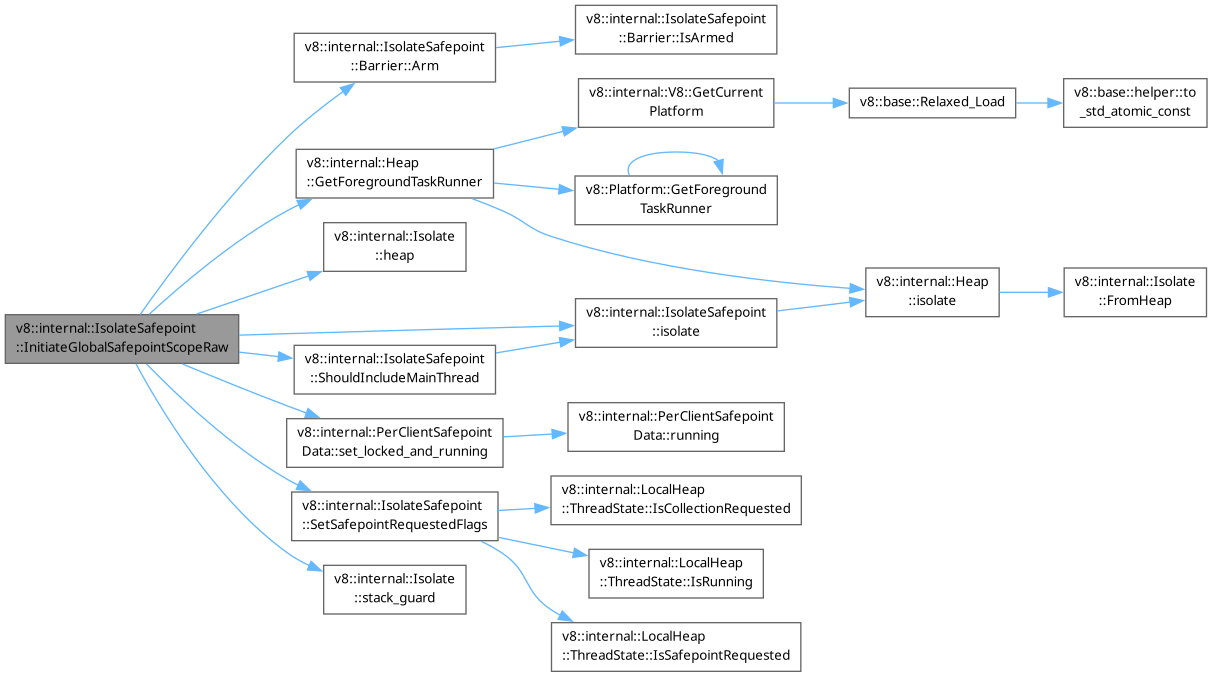 v8::internal::IsolateSafepoint
::InitiateGlobalSafepointScopeRaw
v8::internal::IsolateSafepoint
::Barrier::Arm
v8::internal::IsolateSafepoint
::Barrier::IsArmed
v8::internal::Heap
::GetForegroundTaskRunner
v8::internal::V8::GetCurrent
Platform
v8::base::Relaxed_Load
v8::base::helper::to
_std_atomic_const
v8::Platform::GetForeground
TaskRunner
v8::internal::Isolate
::heap
v8::internal::Heap
::isolate
v8::internal::Isolate
::FromHeap
v8::internal::IsolateSafepoint
::isolate
v8::internal::IsolateSafepoint
::ShouldIncludeMainThread
v8::internal::PerClientSafepoint
Data::set_locked_and_running
v8::internal::PerClientSafepoint
Data::running
v8::internal::IsolateSafepoint
::SetSafepointRequestedFlags
v8::internal::LocalHeap
::ThreadState::IsCollectionRequested
v8::internal::LocalHeap
::ThreadState::IsRunning
v8::internal::LocalHeap
::ThreadState::IsSafepointRequested
v8::internal::Isolate
::stack_guard